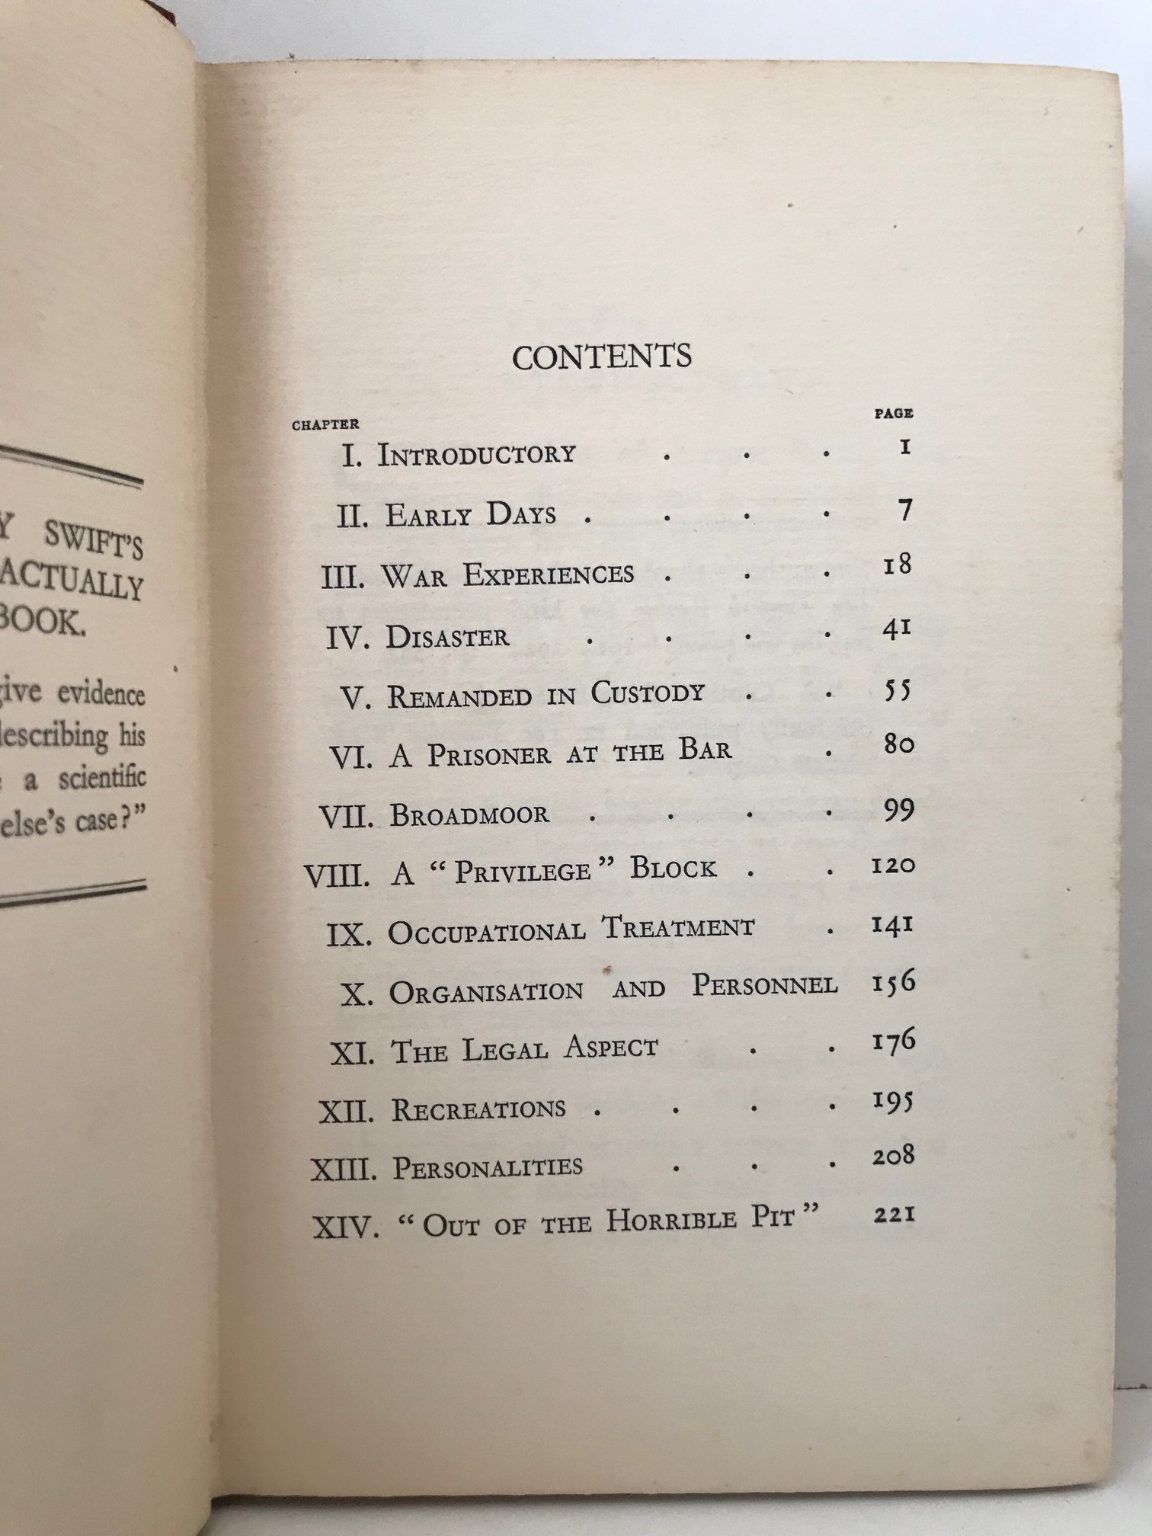 Y SWIFT'S
ACTUALLY
BOOK.
give evidence
describing his
a scientific
else's case?"
CONTENTS
CHAPTER PAGE
I. INTRODUCTORY . . . 1
II. EARLY DAYS . . . . 7
III. WAR EXPERIENCES . . . 18
IV. DISASTER . . . . 41
V. REMANDED IN CUSTODY . . 55
VI. A PRISONER AT THE BAR . 80
VII. BROADMOOR . . . . 99
VIII. A "PRIVILEGE" BLOCK . . 120
IX. OCCUPATIONAL TREATMENT . 141
X. ORGANISATION AND PERSONNEL 156
XI. THE LEGAL ASPECT . . 176
XII. RECREATIONS . . . . 195
XIII. PERSONALITIES . . . 208
XIV. "OUT OF THE HORRIBLE PIT" 221